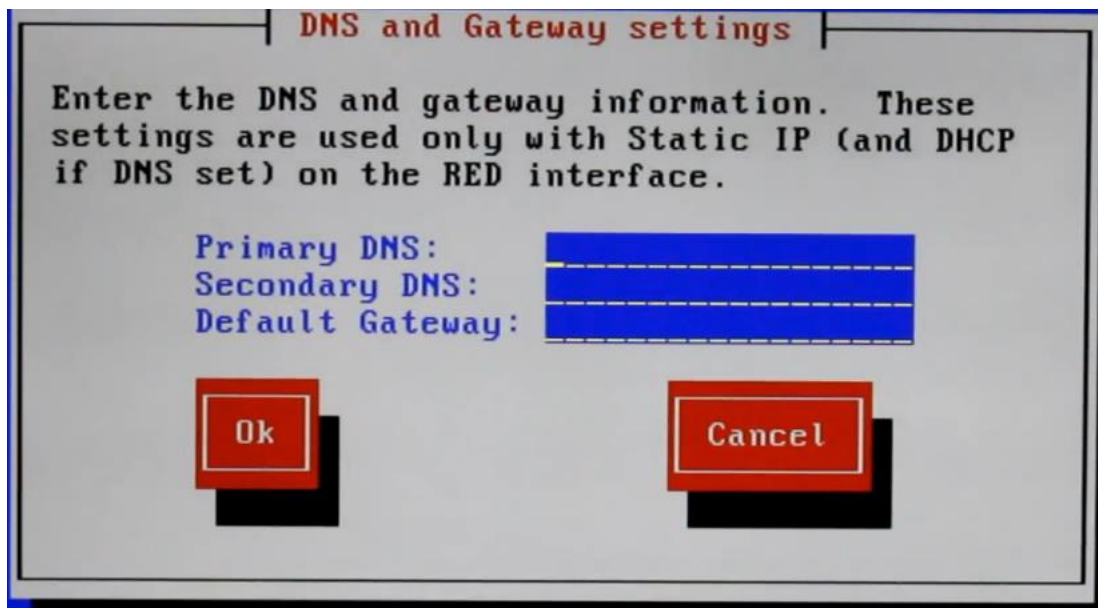 DNS and Gateway settings
Enter the DNS and gateway information.  These
settings are used only with Static IP (and DHCP
if DNS set) on the RED interface.
Primary DNS:
Secondary DNS:
Default Gateway:
Ok
Cancel